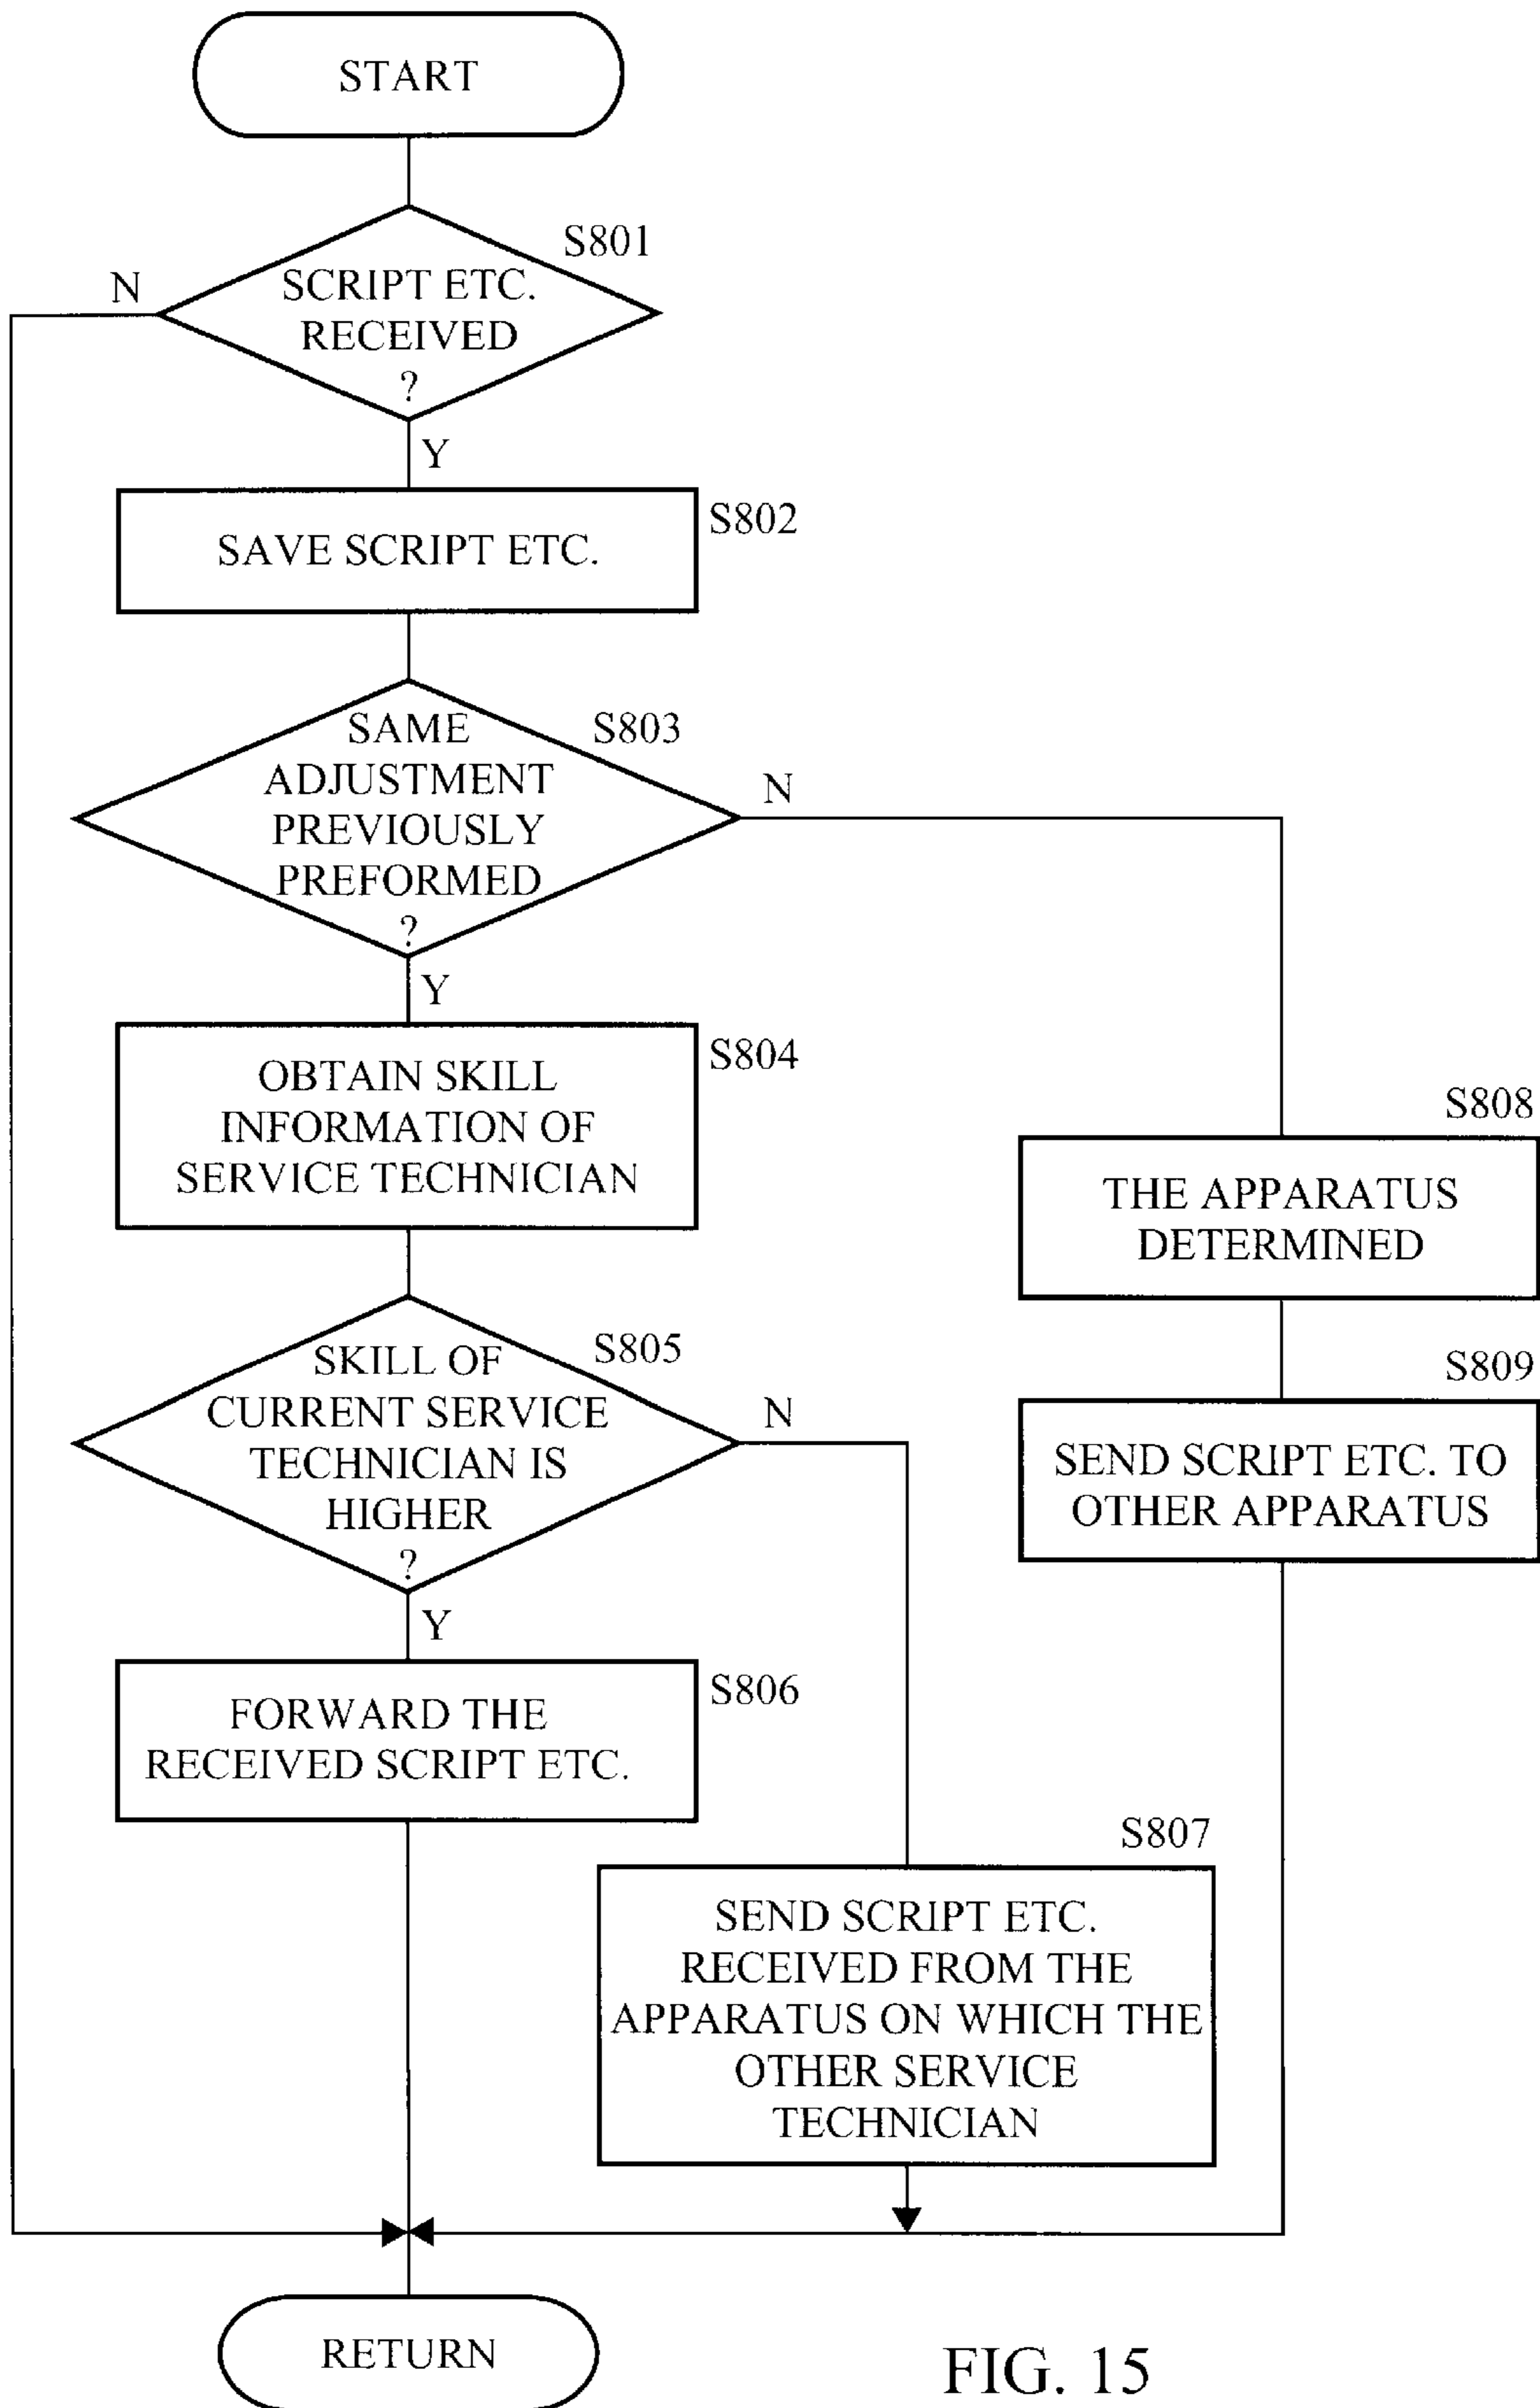 START
S801
N
SCRIPT ETC.
RECEIVED
?
Y
S802
SAVE SCRIPT ETC.
S803
SAME
ADJUSTMENT
PREVIOUSLY
PREFORMED
?
N
Y
S804
OBTAIN SKILL
INFORMATION OF
SERVICE TECHNICIAN
S808
THE APPARATUS
DETERMINED
S805
SKILL OF
CURRENT SERVICE
TECHNICIAN IS
HIGHER
?
N
Y
S809
SEND SCRIPT ETC. TO
OTHER APPARATUS
S806
FORWARD THE
RECEIVED SCRIPT ETC.
S807
SEND SCRIPT ETC.
RECEIVED FROM THE
APPARATUS ON WHICH THE
OTHER SERVICE
TECHNICIAN
RETURN
FIG. 15